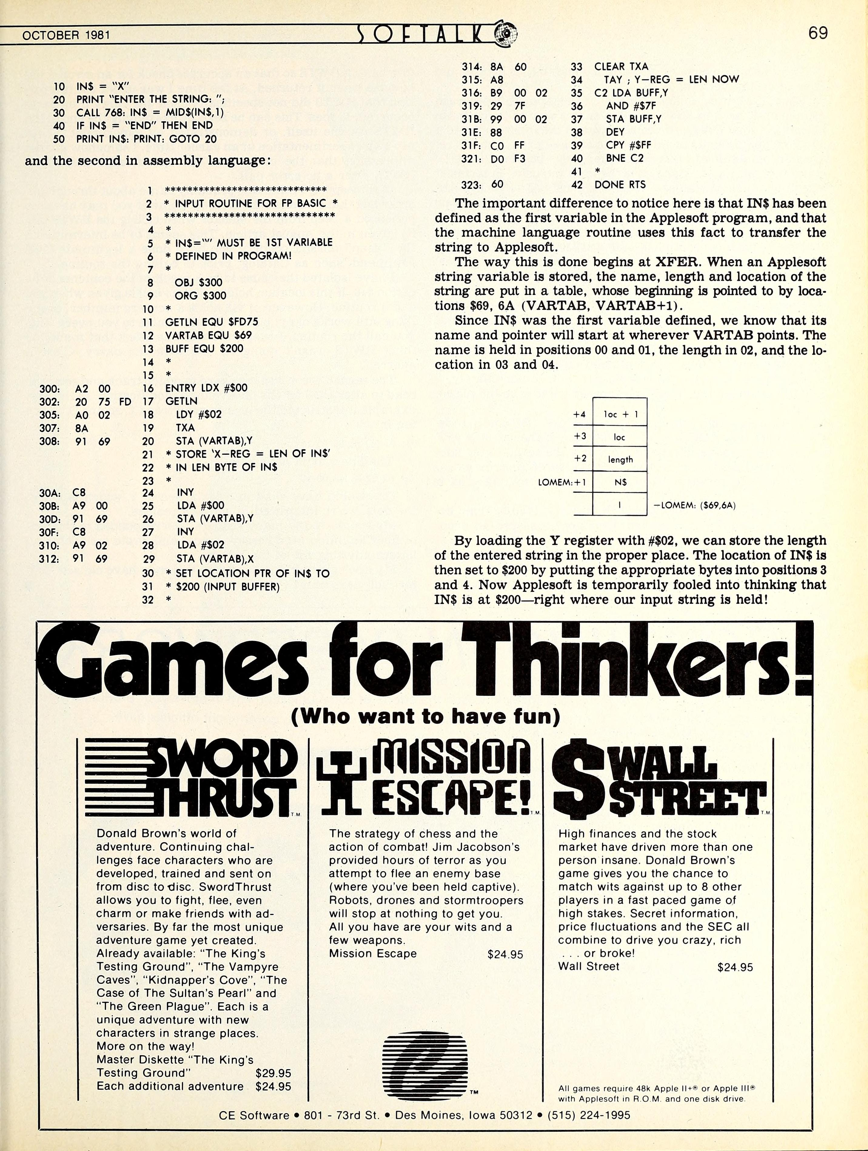 OCTOBER 1981
SOFTALK
69
10 IN$ = "X"
20 PRINT "ENTER THE STRING: ";
30 CALL 768: IN$ = MID$(IN$,1)
40 IF IN$ = "END" THEN END
50 PRINT IN$: PRINT: GOTO 20
and the second in assembly language:
1 ****************************
2 * INPUT ROUTINE FOR FP BASIC *
3 *****************************
4 *
5 * IN$="" MUST BE 1ST VARIABLE
6 * DEFINED IN PROGRAM!
7 *
8 OBJ $300
9 ORG $300
10 *
11 GETLN EQU $FD75
12 VARTAB EQU $69
13 BUFF EQU $200
14 *
15 *
300: A2 00 16 ENTRY LDX #$00
302: 20 75 FD 17 GETLN
305: A0 02 18 LDY #$02
307: 8A 19 TXA
308: 91 69 20 STA (VARTAB),Y
21 * STORE 'X-REG = LEN OF IN$'
22 * IN LEN BYTE OF IN$
23 *
30A: C8 24 INY
30B: A9 00 25 LDA #$00
30D: 91 69 26 STA (VARTAB),Y
30F: C8 27 INY
310: A9 02 28 LDA #$02
312: 91 69 29 STA (VARTAB),X
30 * SET LOCATION PTR OF IN$ TO
31 * $200 (INPUT BUFFER)
32 *
314: 8A 60 33 CLEAR TXA
315: A8 34 TAY ; Y-REG = LEN NOW
316: B9 00 02 35 C2 LDA BUFF,Y
319: 29 7F 36 AND #$7F
31B: 99 00 02 37 STA BUFF,Y
31E: 88 38 DEY
31F: C0 FF 39 CPY #$FF
321: D0 F3 40 BNE C2
41 *
323: 60 42 DONE RTS
The important difference to notice here is that IN$ has been
defined as the first variable in the Applesoft program, and that
the machine language routine uses this fact to transfer the
string to Applesoft.
The way this is done begins at XFER. When an Applesoft
string variable is stored, the name, length and location of the
string are put in a table, whose beginning is pointed to by loca-
tions $69, 6A (VARTAB, VARTAB+1).
Since IN$ was the first variable defined, we know that its
name and pointer will start at wherever VARTAB points. The
name is held in positions 00 and 01, the length in 02, and the lo-
cation in 03 and 04.
+4 loc + 1
+3 loc
+2 length
LOMEM:+1 N$
I —LOMEM: ($69,6A)
By loading the Y register with #$02, we can store the length
of the entered string in the proper place. The location of IN$ is
then set to $200 by putting the appropriate bytes into positions 3
and 4. Now Applesoft is temporarily fooled into thinking that
IN$ is at $200—right where our input string is held!
Games for Thinkers!
(Who want to have fun)
SWORD
THRUST™
Donald Brown's world of
adventure. Continuing chal-
lenges face characters who are
developed, trained and sent on
from disc to disc. SwordThrust
allows you to fight, flee, even
charm or make friends with ad-
versaries. By far the most unique
adventure game yet created.
Already available: "The King's
Testing Ground", "The Vampyre
Caves", "Kidnapper's Cove", "The
Case of The Sultan's Pearl" and
"The Green Plague". Each is a
unique adventure with new
characters in strange places.
More on the way!
Master Diskette "The King's
Testing Ground" $29.95
Each additional adventure $24.95
MISSION
ESCAPE!™
The strategy of chess and the
action of combat! Jim Jacobson's
provided hours of terror as you
attempt to flee an enemy base
(where you've been held captive).
Robots, drones and stormtroopers
will stop at nothing to get you.
All you have are your wits and a
few weapons.
Mission Escape $24.95
™
$ WALL
$TREET™
High finances and the stock
market have driven more than one
person insane. Donald Brown's
game gives you the chance to
match wits against up to 8 other
players in a fast paced game of
high stakes. Secret information,
price fluctuations and the SEC all
combine to drive you crazy, rich
. . . or broke!
Wall Street $24.95
All games require 48k Apple II+® or Apple III®
with Applesoft in R.O.M. and one disk drive.
CE Software • 801 - 73rd St. • Des Moines, Iowa 50312 • (515) 224-1995